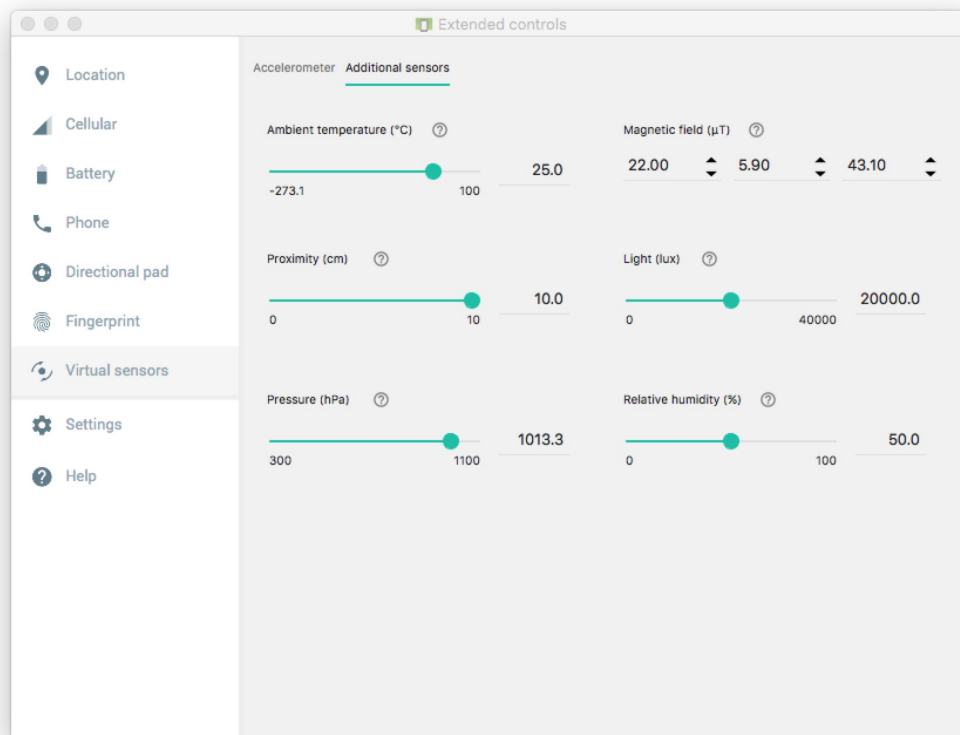 Extended controls
Location
Cellular
Battery
Phone
Directional pad
Fingerprint
Virtual sensors
Settings
Help
Accelerometer Additional sensors
Ambient temperature (°C) ?
25.0
-273.1 100
Magnetic field (µT) ?
22.00 5.90 43.10
Proximity (cm) ?
10.0
0 10
Light (lux) ?
20000.0
0 40000
Pressure (hPa) ?
1013.3
300 1100
Relative humidity (%) ?
50.0
0 100